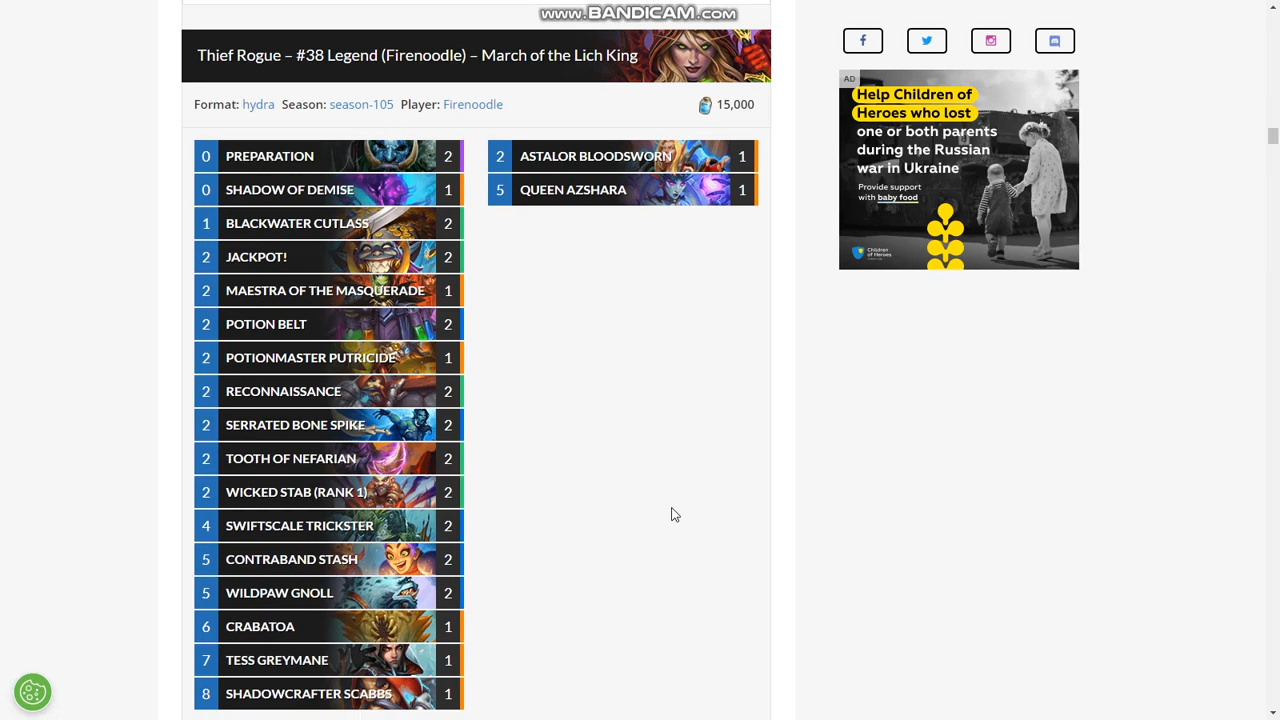 WWW.BANDICAM.COM
Thief Rogue – #38 Legend (Firenoodle) – March of the Lich King
Format: hydra Season: season-105 Player: Firenoodle 15,000
0 PREPARATION 2
0 SHADOW OF DEMISE 1
1 BLACKWATER CUTLASS 2
2 JACKPOT! 2
2 MAESTRA OF THE MASQUERADE 1
2 POTION BELT 2
2 POTIONMASTER PUTRICIDE 1
2 RECONNAISSANCE 2
2 SERRATED BONE SPIKE 2
2 TOOTH OF NEFARIAN 2
2 WICKED STAB (RANK 1) 2
4 SWIFTSCALE TRICKSTER 2
5 CONTRABAND STASH 2
5 WILDPAW GNOLL 2
6 CRABATOA 1
7 TESS GREYMANE 1
8 SHADOWCRAFTER SCABBS 1
2 ASTALOR BLOODSWORN 1
5 QUEEN AZSHARA 1
AD
Help Children of
Heroes who lost
one or both parents
during the Russian
war in Ukraine
Provide support
with baby food
Children
of Heroes